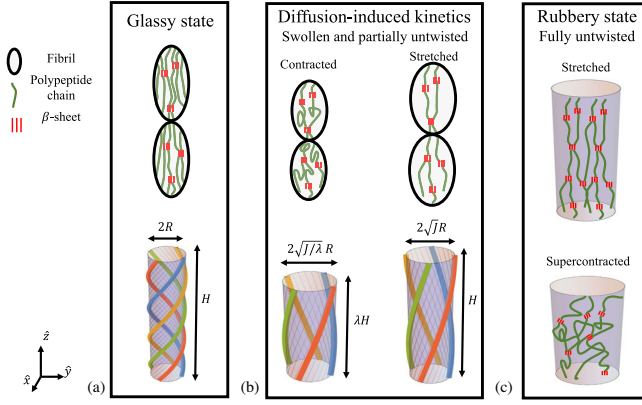 Glassy state
Diffusion-induced kinetics
Swollen and partially untwisted
Rubbery state
Fully untwisted
Fibril
Polypeptide
chain
β-sheet
Contracted
Stretched
Stretched
2R
H
2√J/λ R
λH
2√J R
H
Supercontracted
ẑ
x̂
ŷ
(a)
(b)
(c)